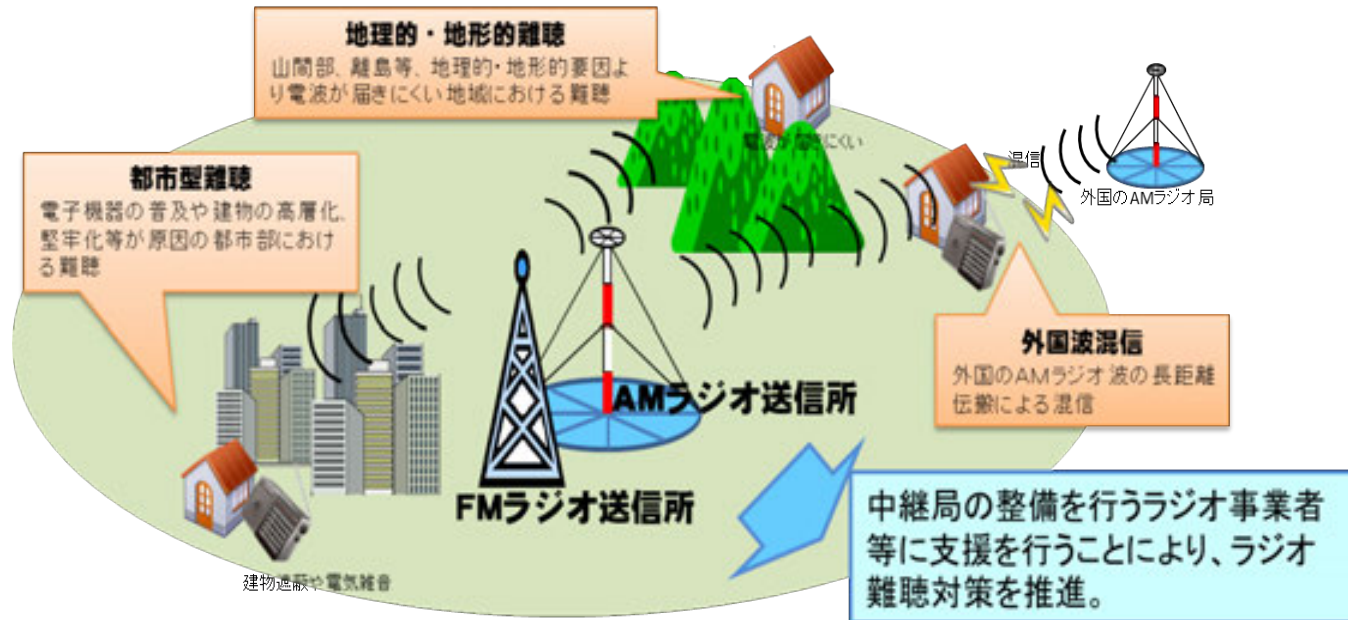 地理的・地形的難聴
山間部、離島等、地理的・地形的要因よ
り電波が届きにくい地域における難聴
電波が届きにくい
都市型難聴
電子機器の普及や建物の高層化、
堅牢化等が原因の都市部におけ
る難聴
混信
外国のAMラジオ局
外国波混信
外国のAMラジオ波の長距離
伝搬による混信
AMラジオ送信所
FMラジオ送信所
建物遮蔽や電気雑音
中継局の整備を行うラジオ事業者
等に支援を行うことにより、ラジオ
難聴対策を推進。